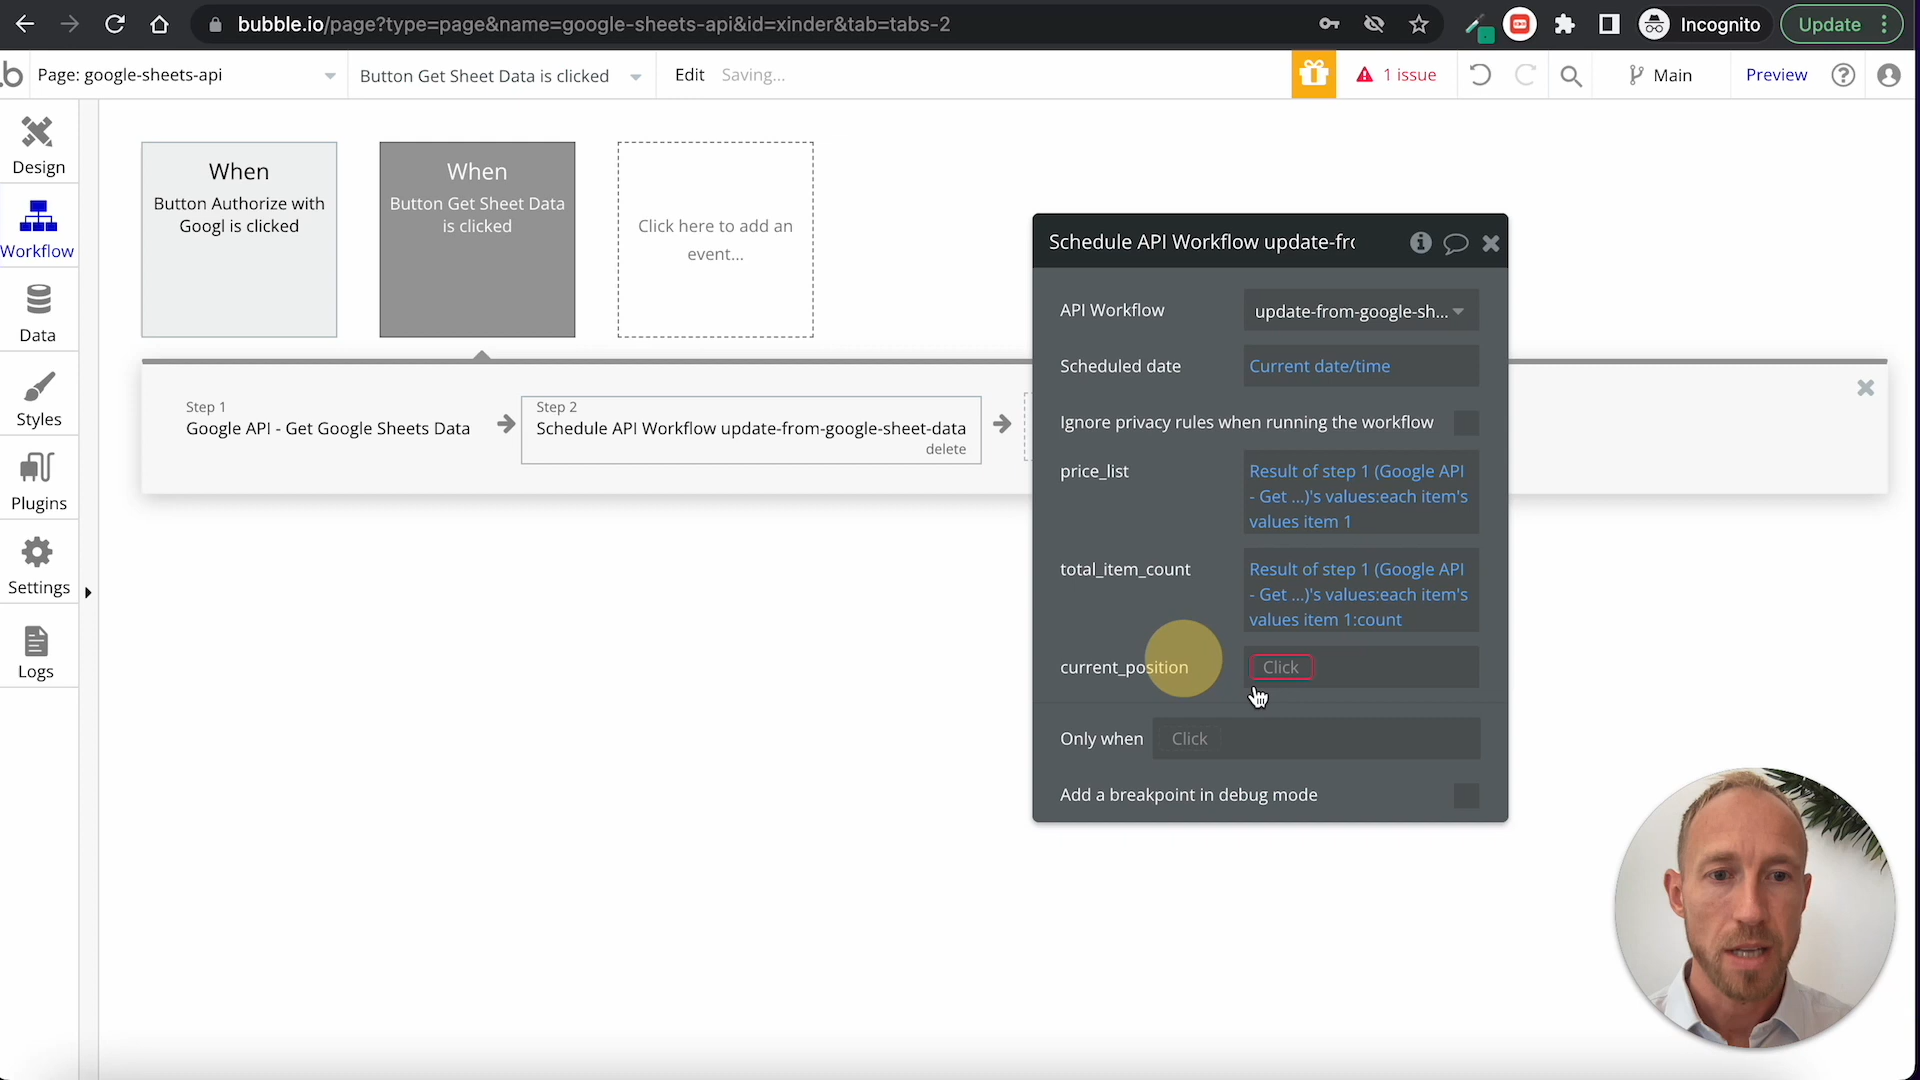 bubble.io/page?type=page&name=google-sheets-api&id=xinder&tab=tabs-2
Incognito
Update
.b
Page: google-sheets-api
Button Get Sheet Data is clicked
Edit
Saving...
1 issue
Main
Preview
Design
Workflow
Data
Styles
Plugins
Settings
Logs
When
Button Authorize with
Googl is clicked
When
Button Get Sheet Data
is clicked
Click here to add an
event...
Step 1
Google API - Get Google Sheets Data
Step 2
Schedule API Workflow update-from-google-sheet-data
delete
Schedule API Workflow update-fro
API Workflow
update-from-google-sh...
Scheduled date
Current date/time
Ignore privacy rules when running the workflow
price_list
Result of step 1 (Google API
- Get ...)'s values:each item's
values item 1
total_item_count
Result of step 1 (Google API
- Get ...)'s values:each item's
values item 1:count
current_position
Click
Only when
Click
Add a breakpoint in debug mode